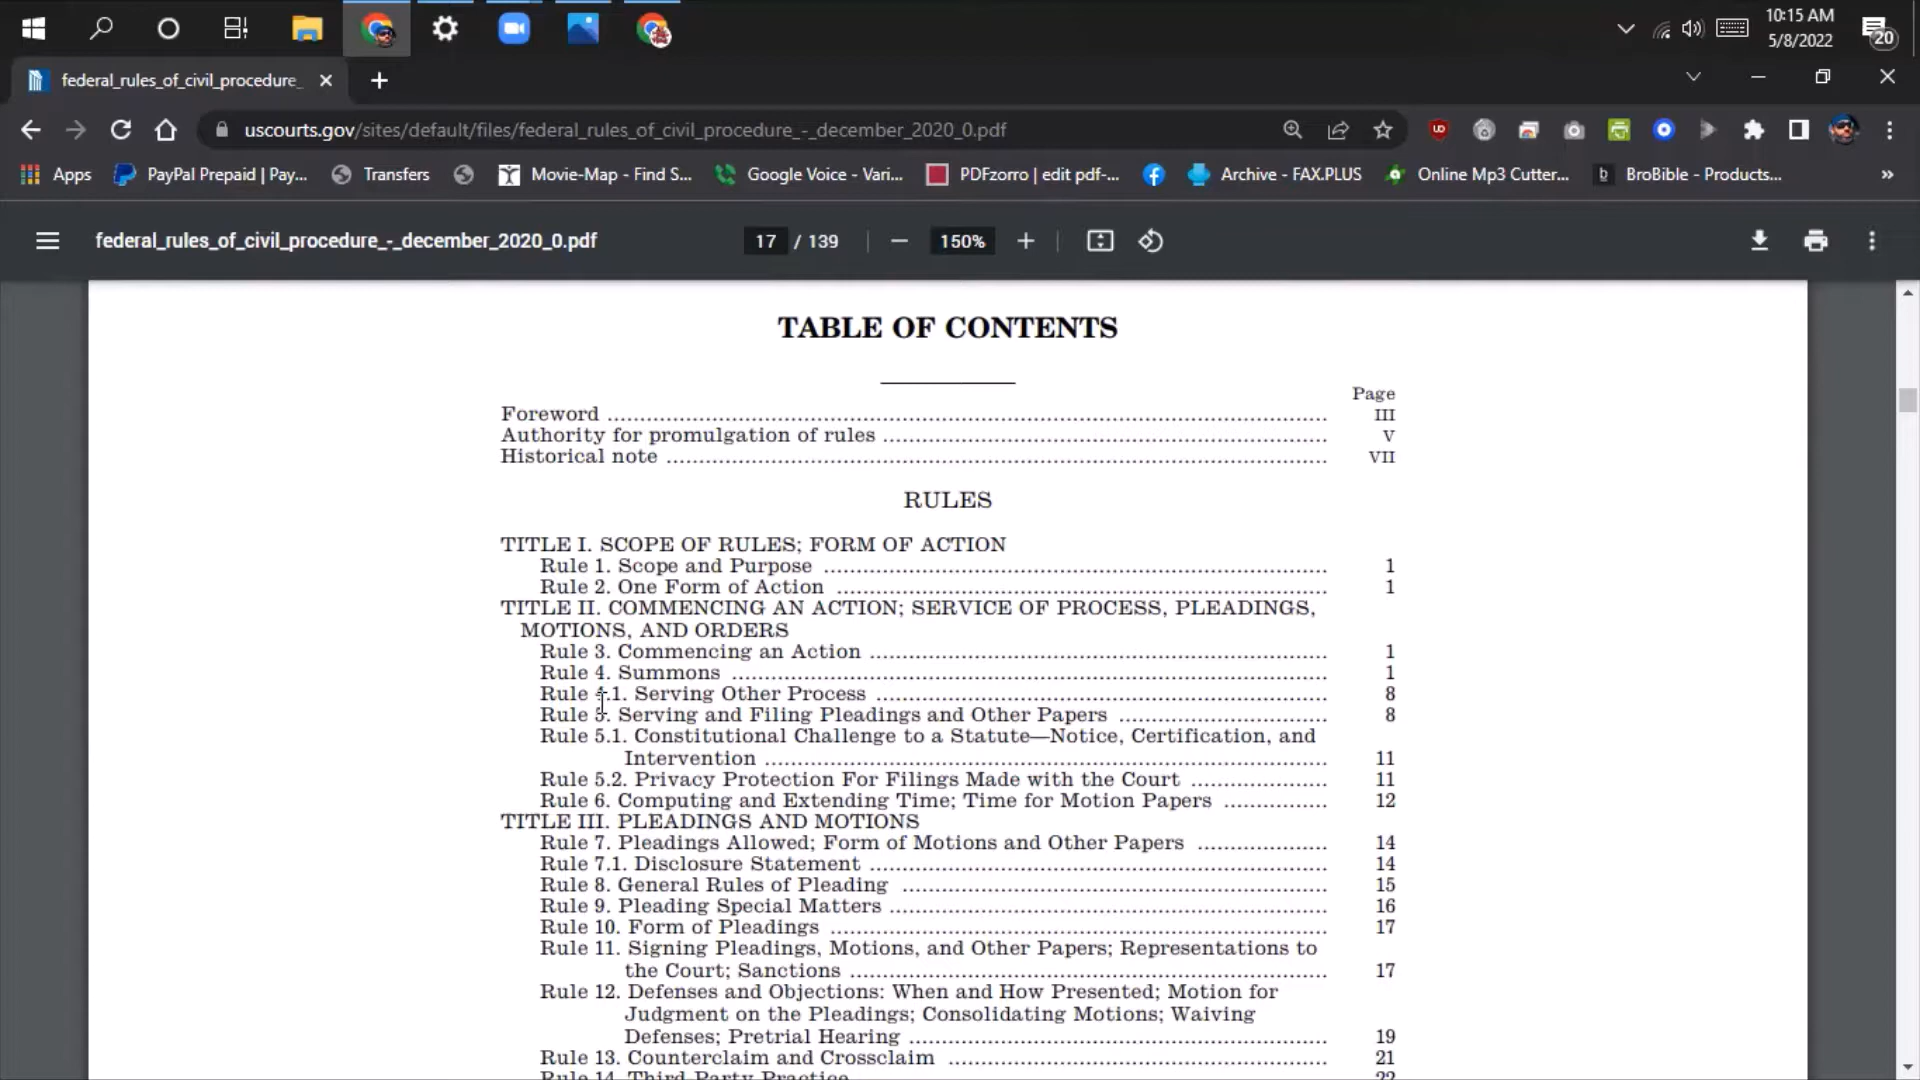 10:15 AM
5/8/2022
20
federal_rules_of_civil_procedure_
uscourts.gov/sites/default/files/federal_rules_of_civil_procedure_-_december_2020_0.pdf
UD
Apps PayPal Prepaid | Pay... Transfers Movie-Map - Find S... Google Voice - Vari... PDFzorro | edit pdf-... Archive - FAX.PLUS Online Mp3 Cutter... b BroBible - Products... »
federal_rules_of_civil_procedure_-_december_2020_0.pdf 17 / 139 − 150% +
TABLE OF CONTENTS
Page
Foreword ........ III
Authority for promulgation of rules ........ V
Historical note ........ VII
RULES
TITLE I. SCOPE OF RULES; FORM OF ACTION
Rule 1. Scope and Purpose ........ 1
Rule 2. One Form of Action ........ 1
TITLE II. COMMENCING AN ACTION; SERVICE OF PROCESS, PLEADINGS,
MOTIONS, AND ORDERS
Rule 3. Commencing an Action ........ 1
Rule 4. Summons ........ 1
Rule 4.1. Serving Other Process ........ 8
Rule 5. Serving and Filing Pleadings and Other Papers ........ 8
Rule 5.1. Constitutional Challenge to a Statute—Notice, Certification, and
Intervention ........ 11
Rule 5.2. Privacy Protection For Filings Made with the Court ........ 11
Rule 6. Computing and Extending Time; Time for Motion Papers ........ 12
TITLE III. PLEADINGS AND MOTIONS
Rule 7. Pleadings Allowed; Form of Motions and Other Papers ........ 14
Rule 7.1. Disclosure Statement ........ 14
Rule 8. General Rules of Pleading ........ 15
Rule 9. Pleading Special Matters ........ 16
Rule 10. Form of Pleadings ........ 17
Rule 11. Signing Pleadings, Motions, and Other Papers; Representations to
the Court; Sanctions ........ 17
Rule 12. Defenses and Objections: When and How Presented; Motion for
Judgment on the Pleadings; Consolidating Motions; Waiving
Defenses; Pretrial Hearing ........ 19
Rule 13. Counterclaim and Crossclaim ........ 21
Rule 14. Third-Party Practice ........ 22